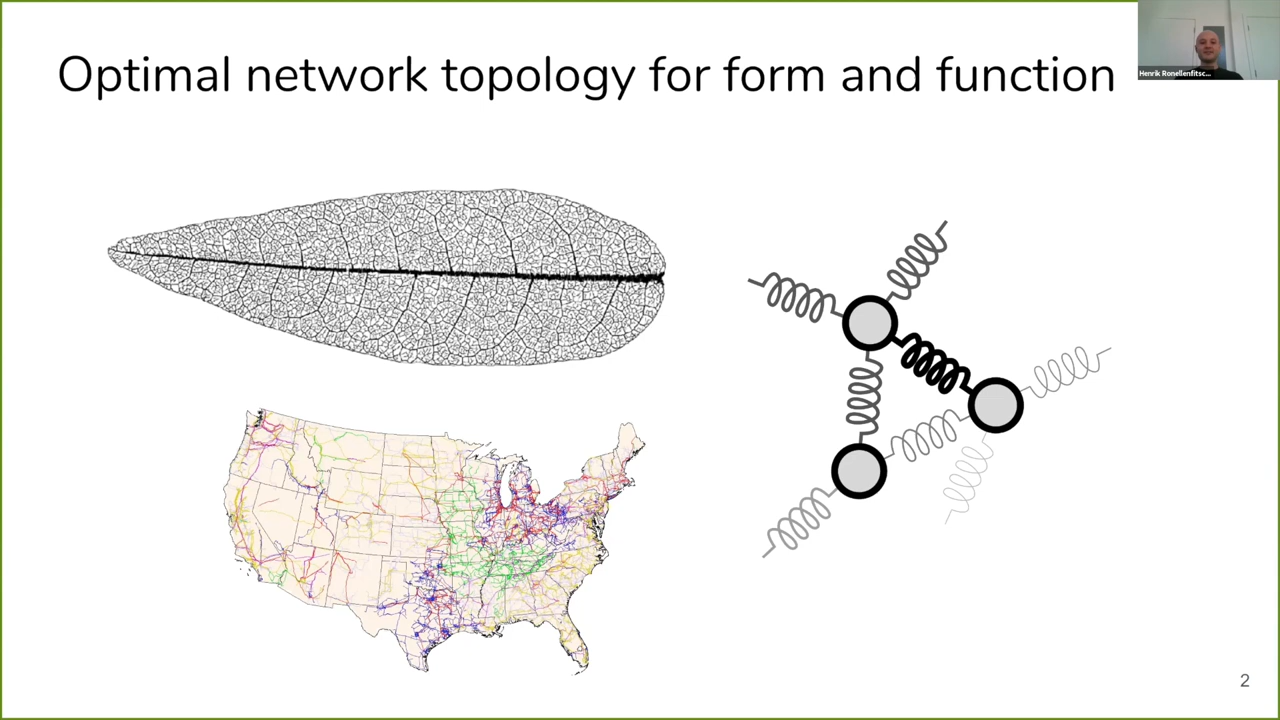 Optimal network topology for form and function
Henrik Ronellenfitsc...
2